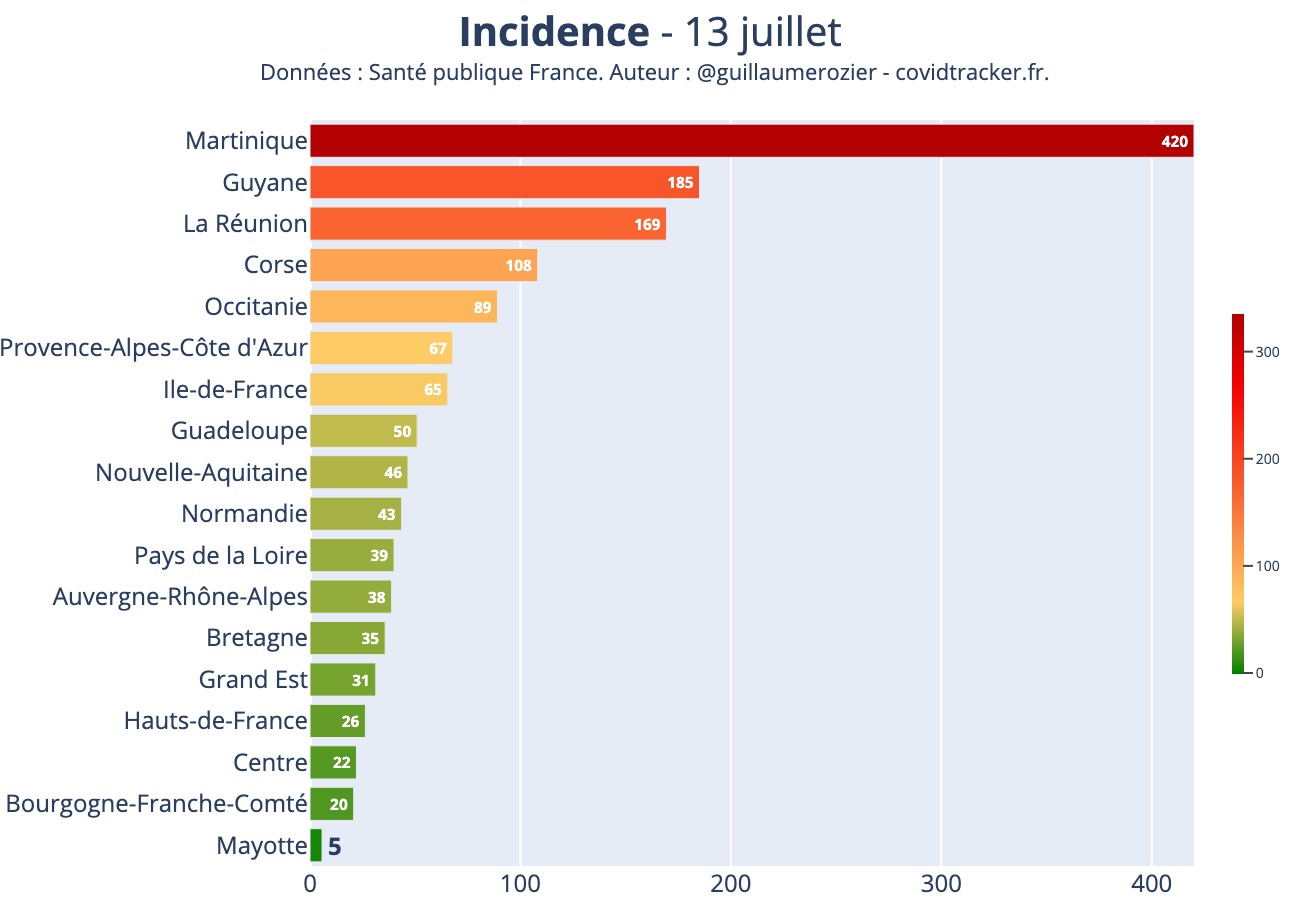 Incidence - 13 juillet
Données : Santé publique France. Auteur : @guillaumerozier - covidtracker.fr.
Martinique 420
Guyane 185
La Réunion 169
Corse 108
Occitanie 89
Provence-Alpes-Côte d'Azur 67
Ile-de-France 65
Guadeloupe 50
Nouvelle-Aquitaine 46
Normandie 43
Pays de la Loire 39
Auvergne-Rhône-Alpes 38
Bretagne 35
Grand Est 31
Hauts-de-France 26
Centre 22
Bourgogne-Franche-Comté 20
Mayotte 5
0 100 200 300 400
300
200
100
0